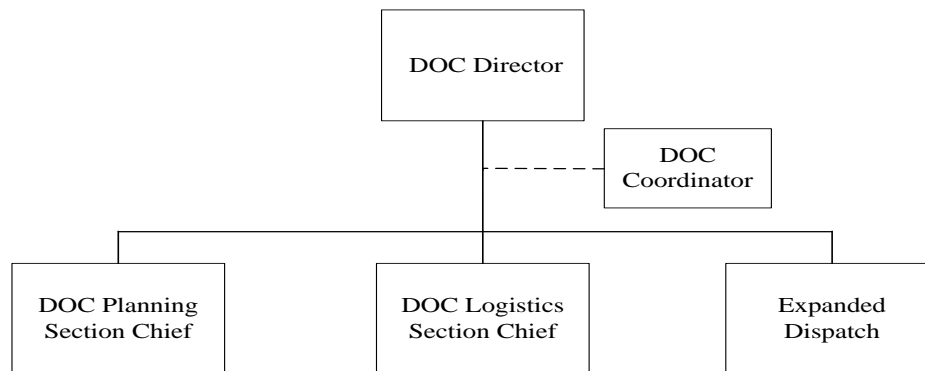 DOC Director
DOC
Coordinator
DOC Planning
Section Chief
DOC Logistics
Section Chief
Expanded
Dispatch